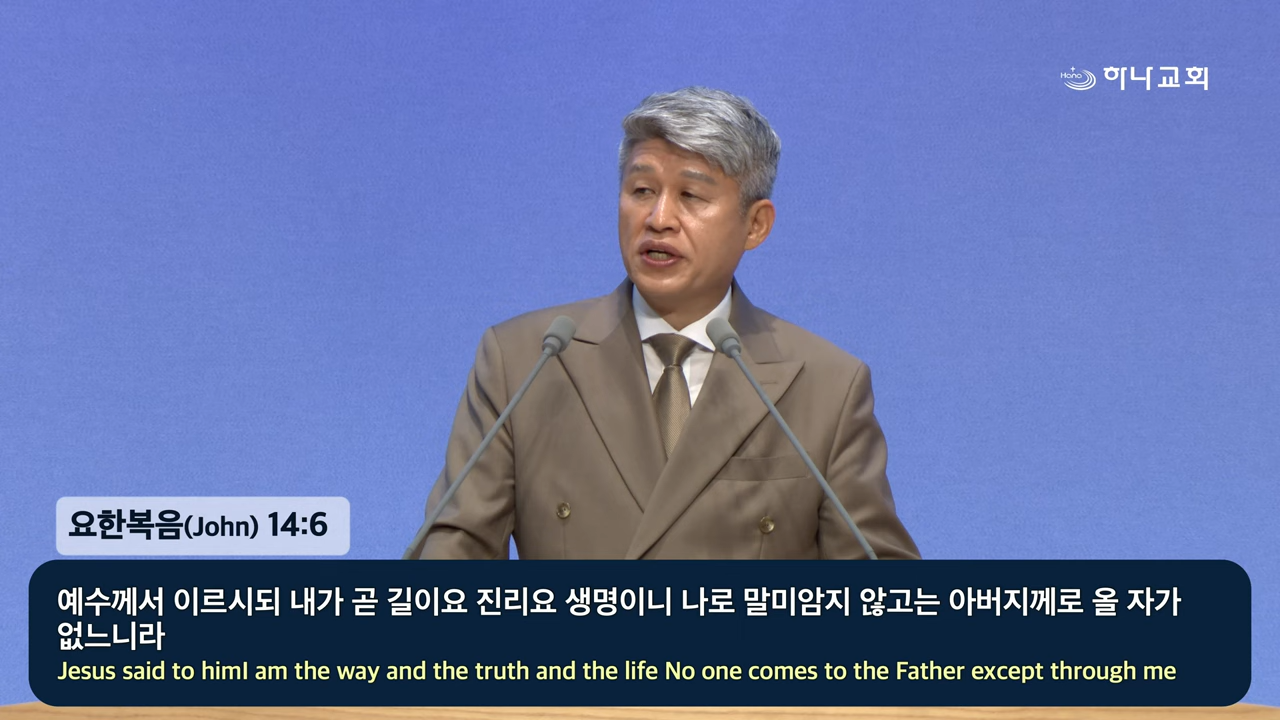 Hana 하나교회
요한복음(John) 14:6
예수께서 이르시되 내가 곧 길이요 진리요 생명이니 나로 말미암지 않고는 아버지께로 올 자가
없느니라
Jesus said to himI am the way and the truth and the life No one comes to the Father except through me